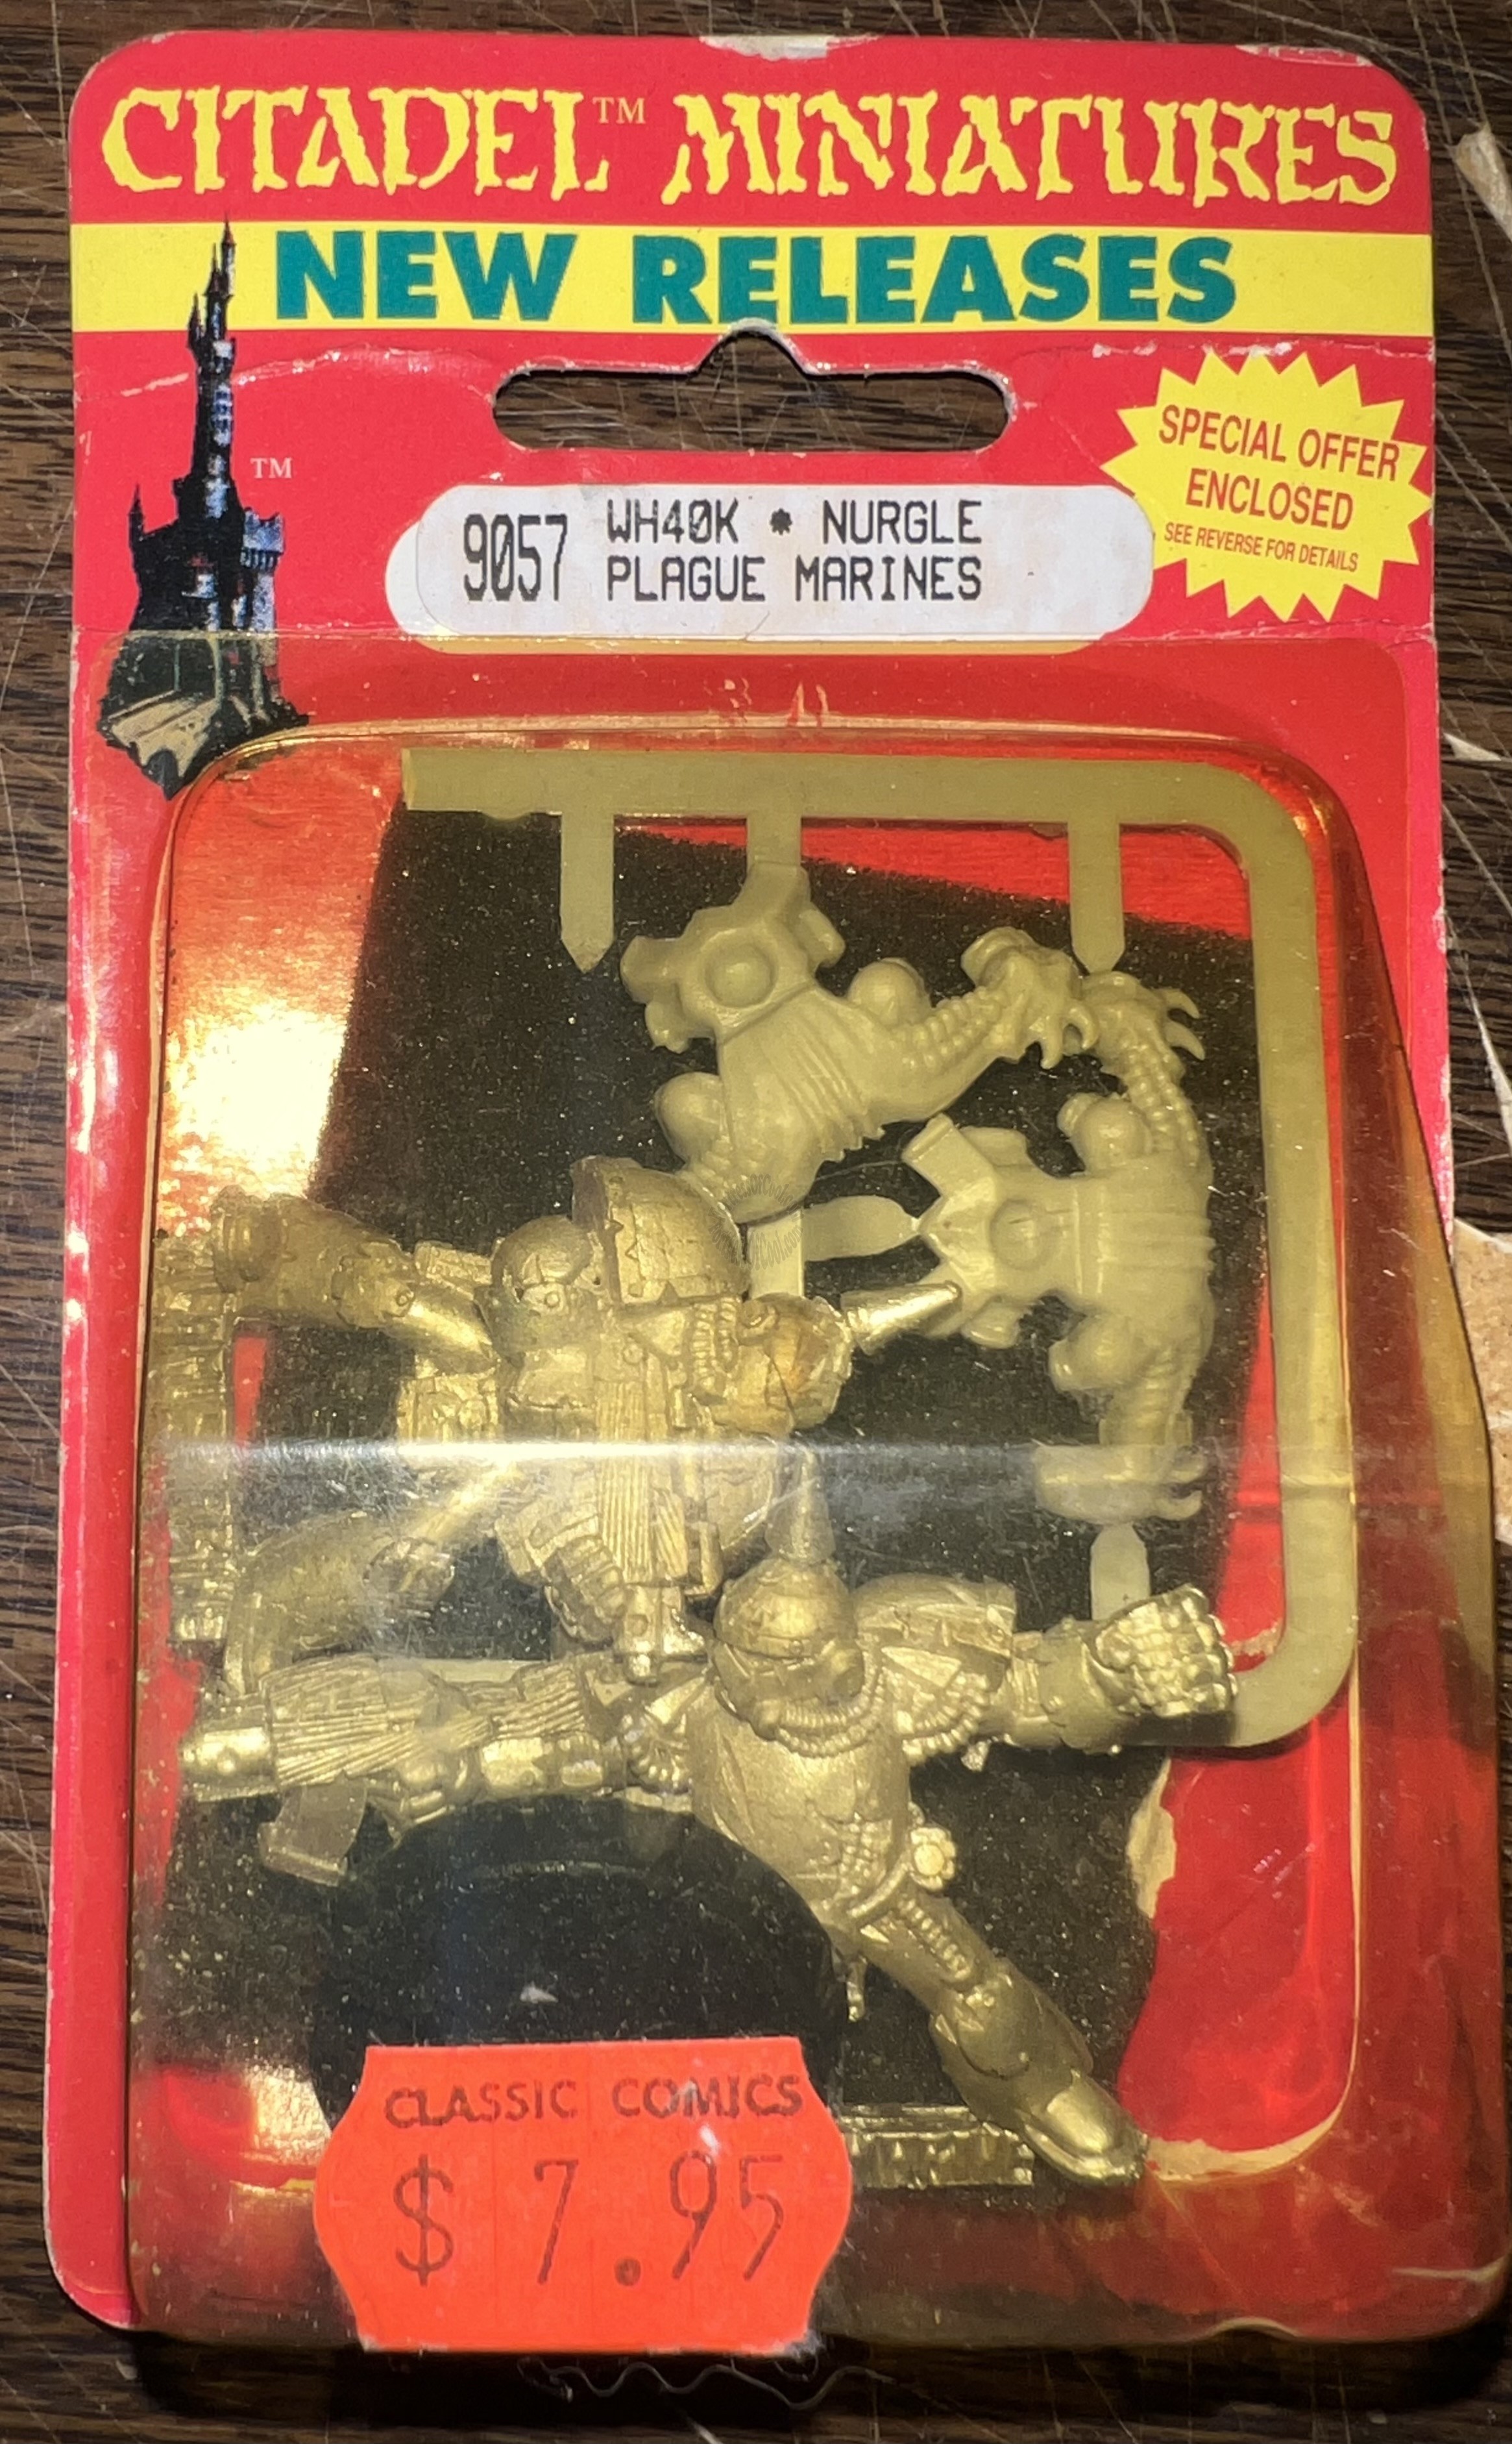 CITADEL™ MINIATURES
NEW RELEASES
TM
SPECIAL OFFER
ENCLOSED
SEE REVERSE FOR DETAILS
9057 WH40K * NURGLE
PLAGUE MARINES
CLASSIC COMICS
$ 7.95